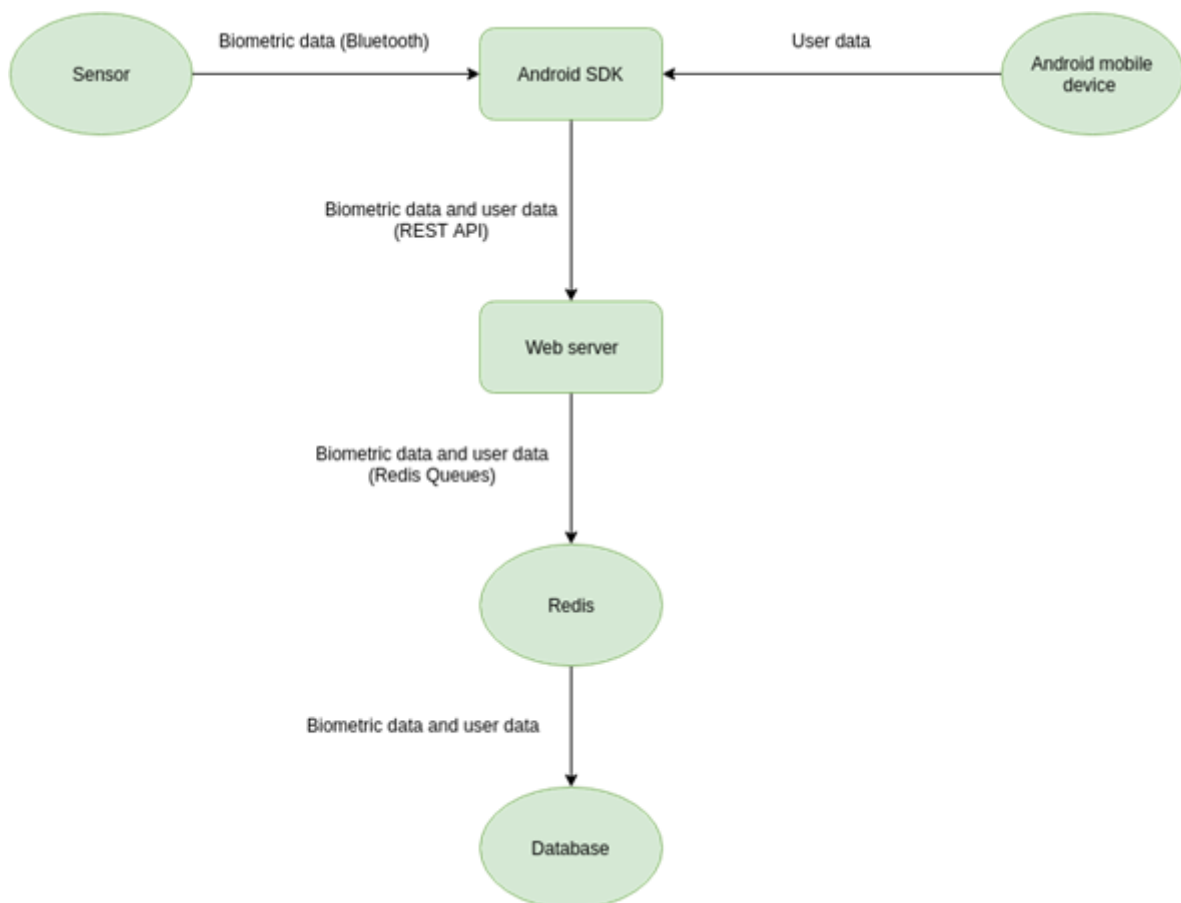 Biometric data (Bluetooth)
User data
Sensor
Android SDK
Android mobile
device
Biometric data and user data
(REST API)
Web server
Biometric data and user data
(Redis Queues)
Redis
Biometric data and user data
Database